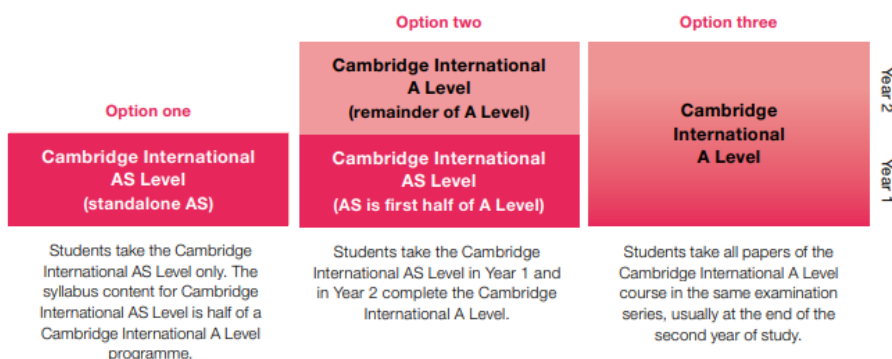 Option one
Cambridge International
AS Level
(standalone AS)
Students take the Cambridge
International AS Level only. The
syllabus content for Cambridge
International AS Level is half of a
Cambridge International A Level
programme.
Option two
Cambridge International
A Level
(remainder of A Level)
Cambridge International
AS Level
(AS is first half of A Level)
Students take the Cambridge
International AS Level in Year 1 and
in Year 2 complete the Cambridge
International A Level.
Option three
Cambridge
International
A Level
Students take all papers of the
Cambridge International A Level
course in the same examination
series, usually at the end of the
second year of study.
Year 2
Year 1